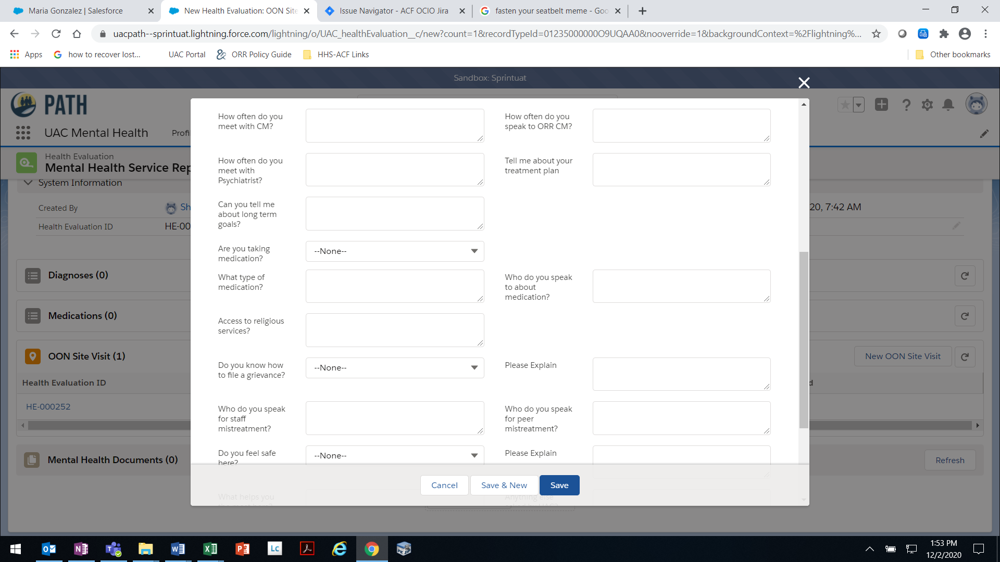 Maria Gonzalez | Salesforce
New Health Evaluation: OON Site
Issue Navigator - ACF OCIO Jira
fasten your seatbelt meme - Goo
uacpath--sprintuat.lightning.force.com/lightning/o/UAC_healthEvaluation__c/new?count=1&recordTypeId=01235000000O9UQAA0&nooverride=1&backgroundContext=%2Flightning%...
Apps
how to recover lost...
UAC Portal
ORR Policy Guide
HHS-ACF Links
Other bookmarks
Sandbox: Sprintuat
PATH
UAC Mental Health
Profi
Health Evaluation
Mental Health Service Rep
System Information
Created By
Sh
20, 7:42 AM
Health Evaluation ID
HE-00
Diagnoses (0)
Medications (0)
OON Site Visit (1)
New OON Site Visit
Health Evaluation ID
d
HE-000252
Mental Health Documents (0)
Refresh
How often do you
meet with CM?
How often do you
speak to ORR CM?
How often do you
meet with
Psychiatrist?
Tell me about your
treatment plan
Can you tell me
about long term
goals?
Are you taking
medication?
--None--
What type of
medication?
Who do you speak
to about
medication?
Access to religious
services?
Do you know how
to file a grievance?
--None--
Please Explain
Who do you speak
for staff
mistreatment?
Who do you speak
for peer
mistreatment?
Do you feel safe
here?
--None--
Please Explain
Cancel
Save & New
Save
What helps you
Anything else
1:53 PM
12/2/2020